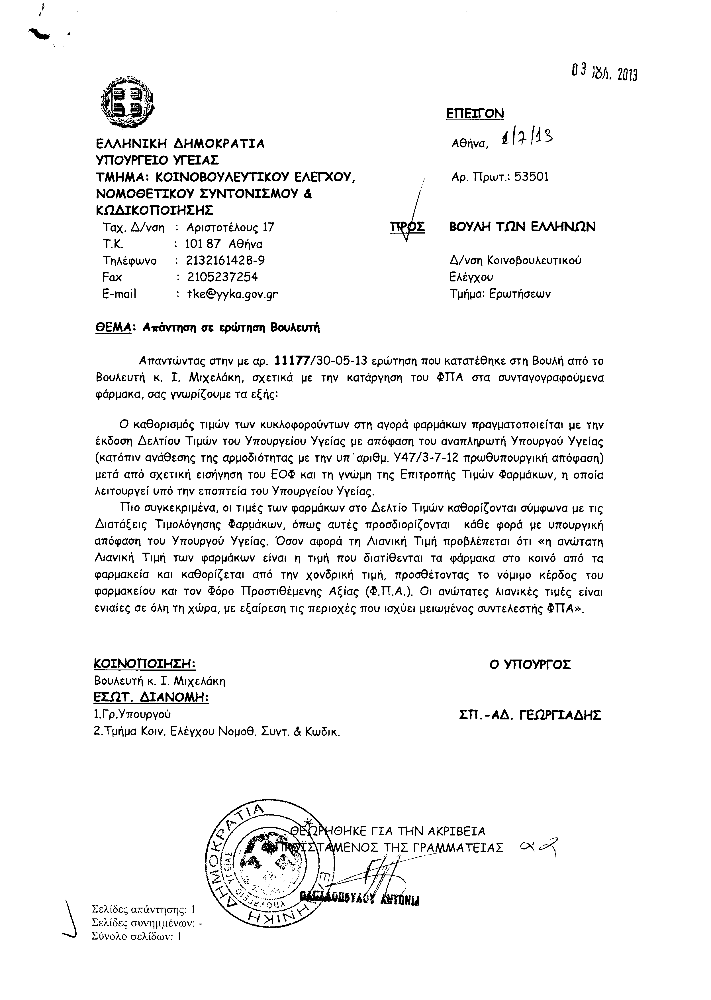 03 ΙΟΥΛ. 2013
ΕΠΕΙΓΟΝ
ΕΛΛΗΝΙΚΗ ΔΗΜΟΚΡΑΤΙΑ
Αθήνα, 1/7/13
ΥΠΟΥΡΓΕΙΟ ΥΓΕΙΑΣ
ΤΜΗΜΑ: ΚΟΙΝΟΒΟΥΛΕΥΤΙΚΟΥ ΕΛΕΓΧΟΥ,
Αρ. Πρωτ.: 53501
ΝΟΜΟΘΕΤΙΚΟΥ ΣΥΝΤΟΝΙΣΜΟΥ &
ΚΩΔΙΚΟΠΟΙΗΣΗΣ
Ταχ. Δ/νση : Αριστοτέλους 17
ΠΡΟΣ ΒΟΥΛΗ ΤΩΝ ΕΛΛΗΝΩΝ
Τ.Κ. : 101 87 Αθήνα
Τηλέφωνο : 2132161428-9
Δ/νση Κοινοβουλευτικού
Fax : 2105237254
Ελέγχου
E-mail : tke@yyka.gov.gr
Τμήμα: Ερωτήσεων
ΘΕΜΑ: Απάντηση σε ερώτηση Βουλευτή
Απαντώντας στην με αρ. 11177/30-05-13 ερώτηση που κατατέθηκε στη Βουλή από το
Βουλευτή κ. Ι. Μιχελάκη, σχετικά με την κατάργηση του ΦΠΑ στα συνταγογραφούμενα
φάρμακα, σας γνωρίζουμε τα εξής:
Ο καθορισμός τιμών των κυκλοφορούντων στη αγορά φαρμάκων πραγματοποιείται με την
έκδοση Δελτίου Τιμών του Υπουργείου Υγείας με απόφαση του αναπληρωτή Υπουργού Υγείας
(κατόπιν ανάθεσης της αρμοδιότητας με την υπ΄αριθμ. Υ47/3-7-12 πρωθυπουργική απόφαση)
μετά από σχετική εισήγηση του ΕΟΦ και τη γνώμη της Επιτροπής Τιμών Φαρμάκων, η οποία
λειτουργεί υπό την εποπτεία του Υπουργείου Υγείας.
Πιο συγκεκριμένα, οι τιμές των φαρμάκων στο Δελτίο Τιμών καθορίζονται σύμφωνα με τις
Διατάξεις Τιμολόγησης Φαρμάκων, όπως αυτές προσδιορίζονται κάθε φορά με υπουργική
απόφαση του Υπουργού Υγείας. Όσον αφορά τη Λιανική Τιμή προβλέπεται ότι «η ανώτατη
Λιανική Τιμή των φαρμάκων είναι η τιμή που διατίθενται τα φάρμακα στο κοινό από τα
φαρμακεία και καθορίζεται από την χονδρική τιμή, προσθέτοντας το νόμιμο κέρδος του
φαρμακείου και τον Φόρο Προστιθέμενης Αξίας (Φ.Π.Α.). Οι ανώτατες λιανικές τιμές είναι
ενιαίες σε όλη τη χώρα, με εξαίρεση τις περιοχές που ισχύει μειωμένος συντελεστής ΦΠΑ».
ΚΟΙΝΟΠΟΙΗΣΗ:
Ο ΥΠΟΥΡΓΟΣ
Βουλευτή κ. Ι. Μιχελάκη
ΕΣΩΤ. ΔΙΑΝΟΜΗ:
1.Γρ.Υπουργού
ΣΠ.-ΑΔ. ΓΕΩΡΓΙΑΔΗΣ
2.Τμήμα Κοιν. Ελέγχου Νομοθ. Συντ. & Κωδικ.
ΕΛΛΗΝΙΚΗ ΔΗΜΟΚΡΑΤΙΑ
ΥΠΟΥΡΓΕΙΟ ΥΓΕΙΑΣ
ΘΕΩΡΗΘΗΚΕ ΓΙΑ ΤΗΝ ΑΚΡΙΒΕΙΑ
Ο ΠΡΟΪΣΤΑΜΕΝΟΣ ΤΗΣ ΓΡΑΜΜΑΤΕΙΑΣ
ΠΑΠΑΔΟΠΟΥΛΟΥ ΑΝΤΩΝΙΑ
Σελίδες απάντησης: 1
Σελίδες συνημμένων: -
Σύνολο σελίδων: 1